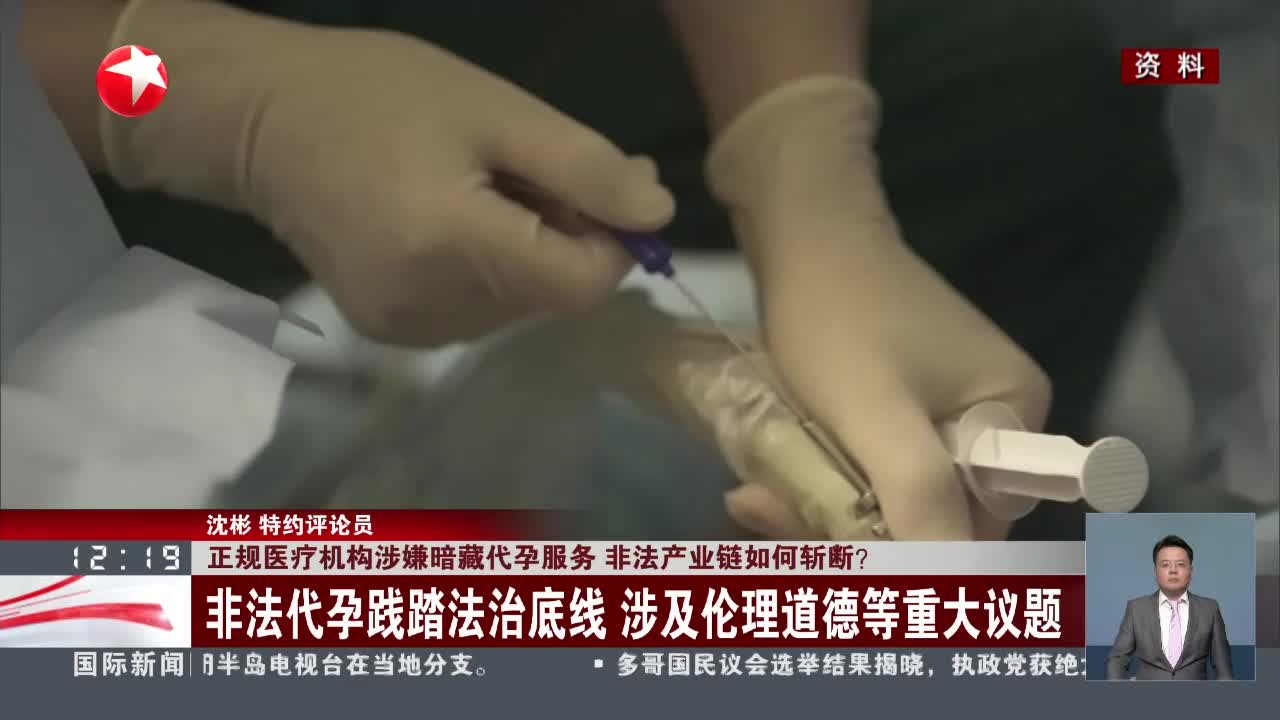 资料
沈彬 特约评论员
12:19
正规医疗机构涉嫌暗藏代孕服务 非法产业链如何斩断？
非法代孕践踏法治底线 涉及伦理道德等重大议题
国际新闻
半岛电视台在当地分支。 ▪ 多哥国民议会选举结果揭晓，执政党获绝